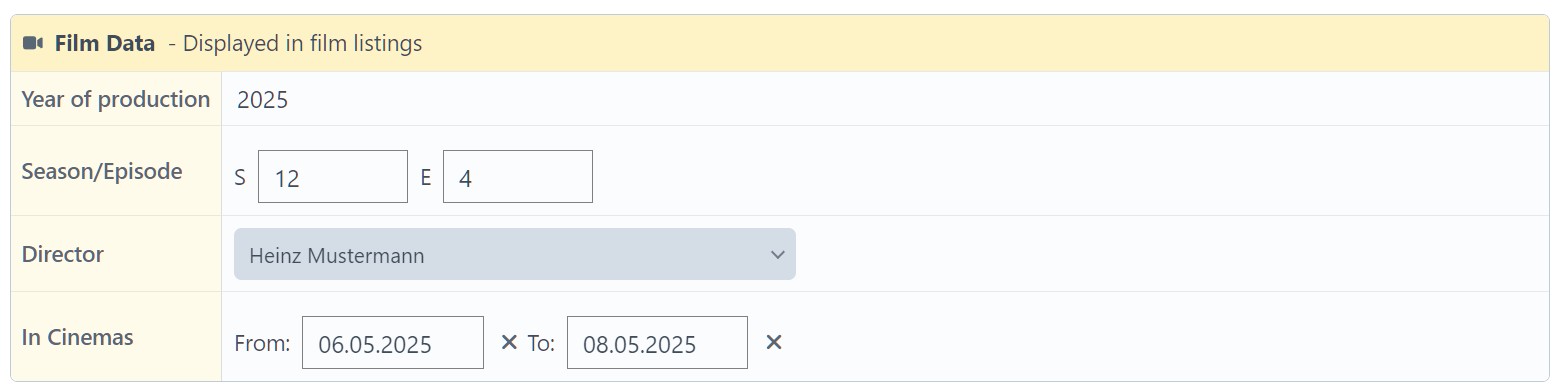 Film Data - Displayed in film listings
Year of production 2025
Season/Episode S 12 E 4
Director Heinz Mustermann
In Cinemas From: 06.05.2025 To: 08.05.2025